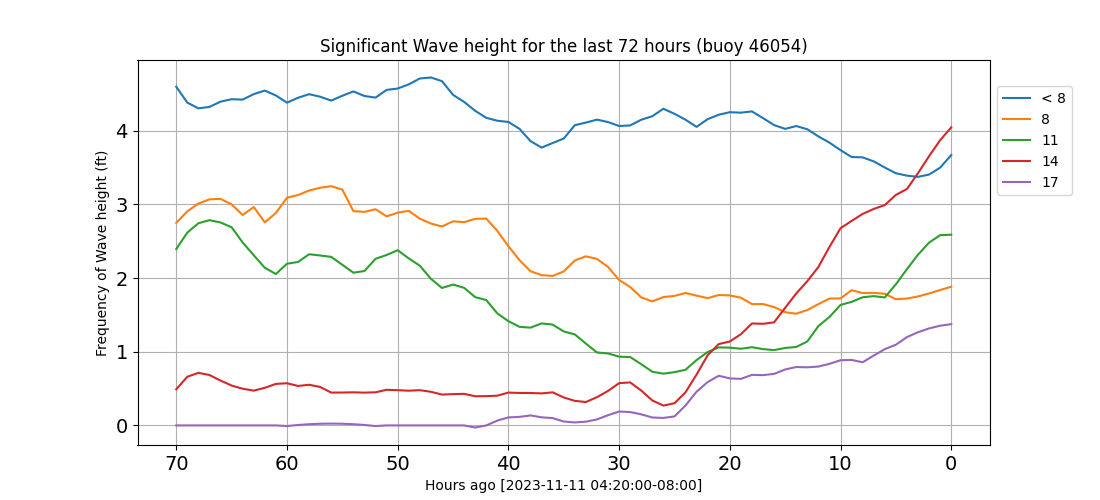 Significant Wave height for the last 72 hours (buoy 46054)
Frequency of Wave height (ft)
4
3
2
1
0
70 60 50 40 30 20 10 0
Hours ago [2023-11-11 04:20:00-08:00]
< 8
8
11
14
17